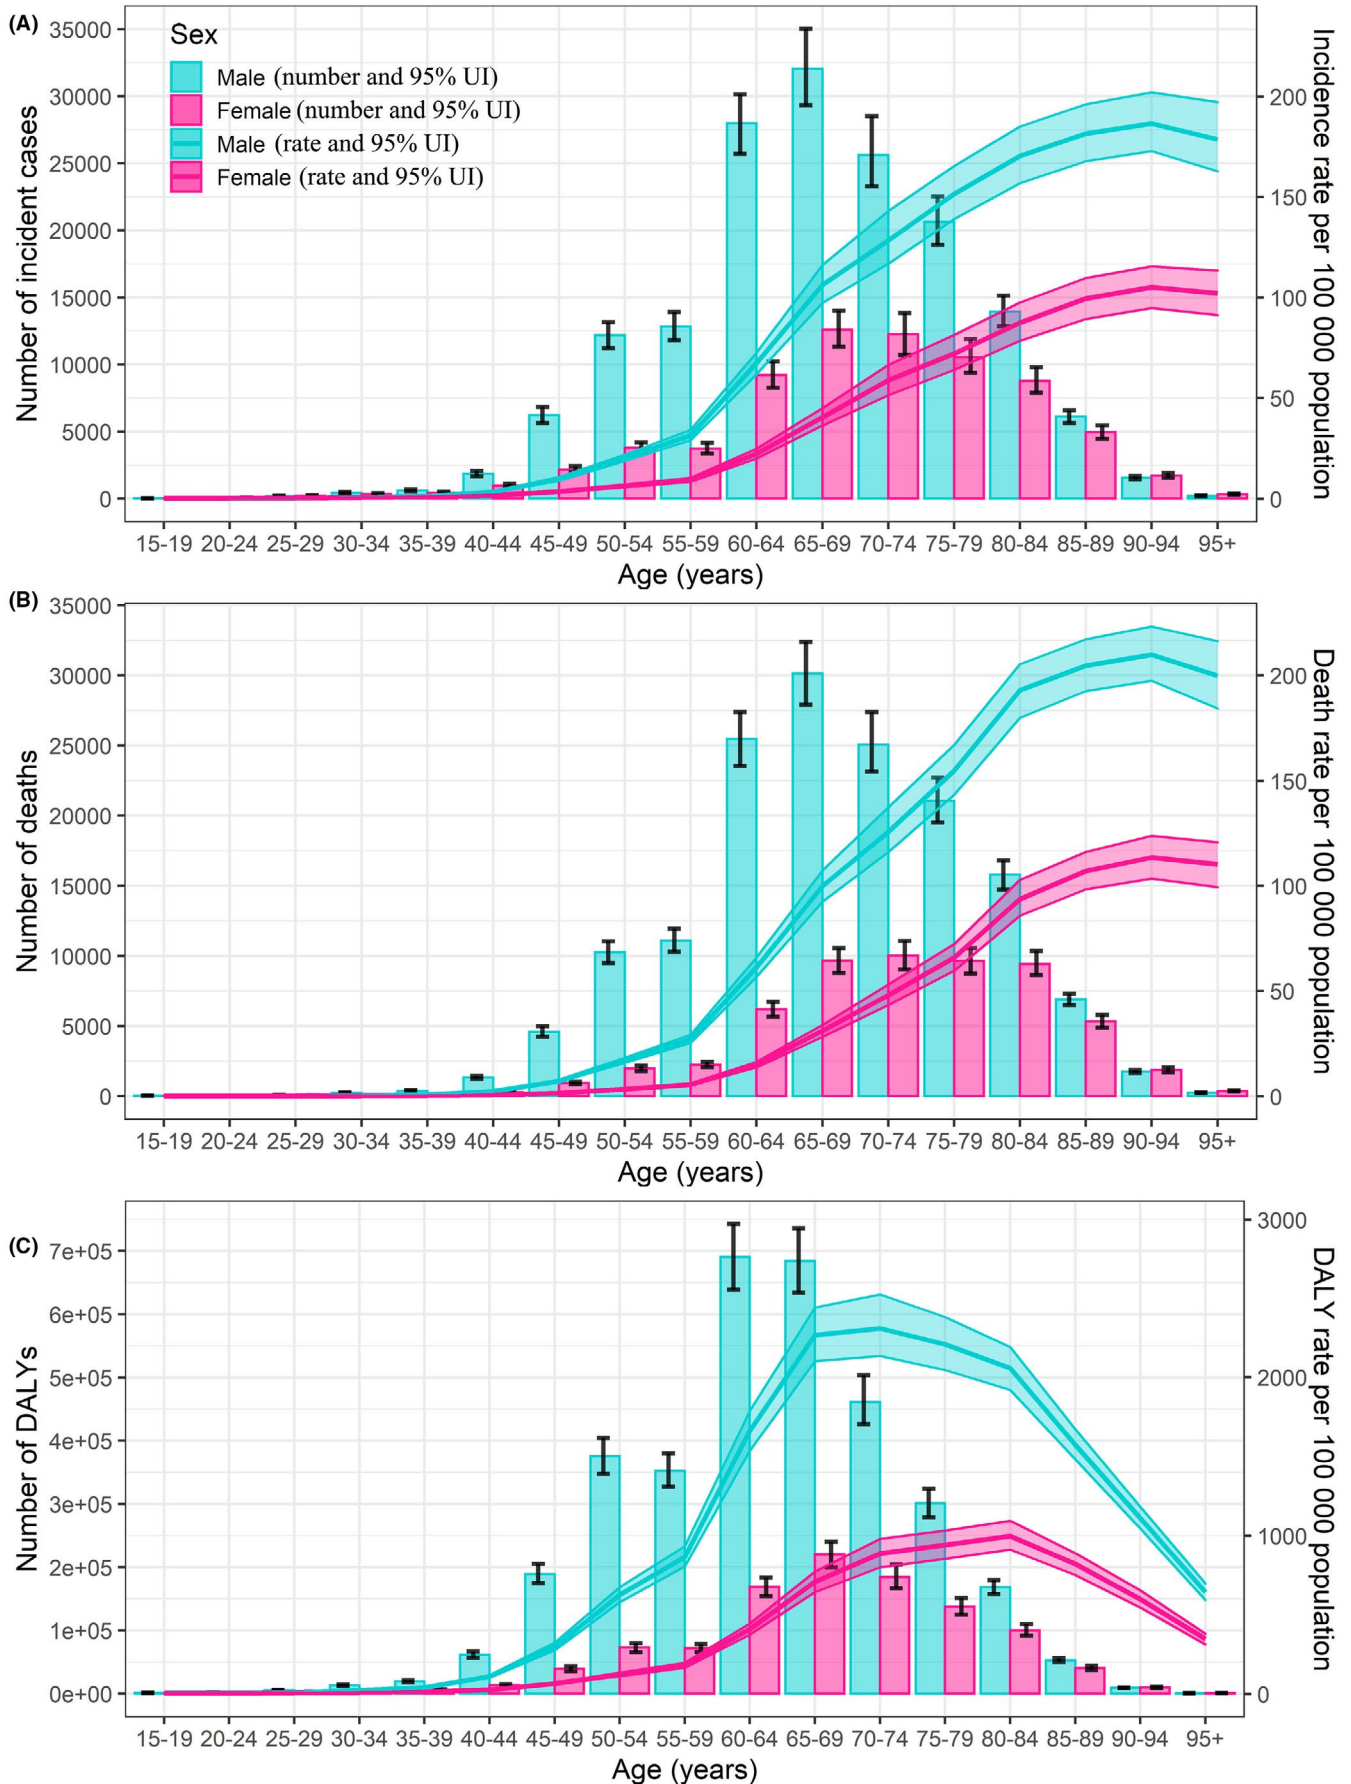 (A)
Number of incident cases
35000
30000
25000
20000
15000
10000
5000
0
Sex
Male (number and 95% UI)
Female (number and 95% UI)
Male (rate and 95% UI)
Female (rate and 95% UI)
200
150
100
50
0
Incidence rate per 100 000 population
15-19 20-24 25-29 30-34 35-39 40-44 45-49 50-54 55-59 60-64 65-69 70-74 75-79 80-84 85-89 90-94 95+
Age (years)
(B)
Number of deaths
35000
30000
25000
20000
15000
10000
5000
0
200
150
100
50
0
Death rate per 100 000 population
15-19 20-24 25-29 30-34 35-39 40-44 45-49 50-54 55-59 60-64 65-69 70-74 75-79 80-84 85-89 90-94 95+
Age (years)
(C)
Number of DALYs
7e+05
6e+05
5e+05
4e+05
3e+05
2e+05
1e+05
0e+00
3000
2000
1000
0
DALY rate per 100 000 population
15-19 20-24 25-29 30-34 35-39 40-44 45-49 50-54 55-59 60-64 65-69 70-74 75-79 80-84 85-89 90-94 95+
Age (years)